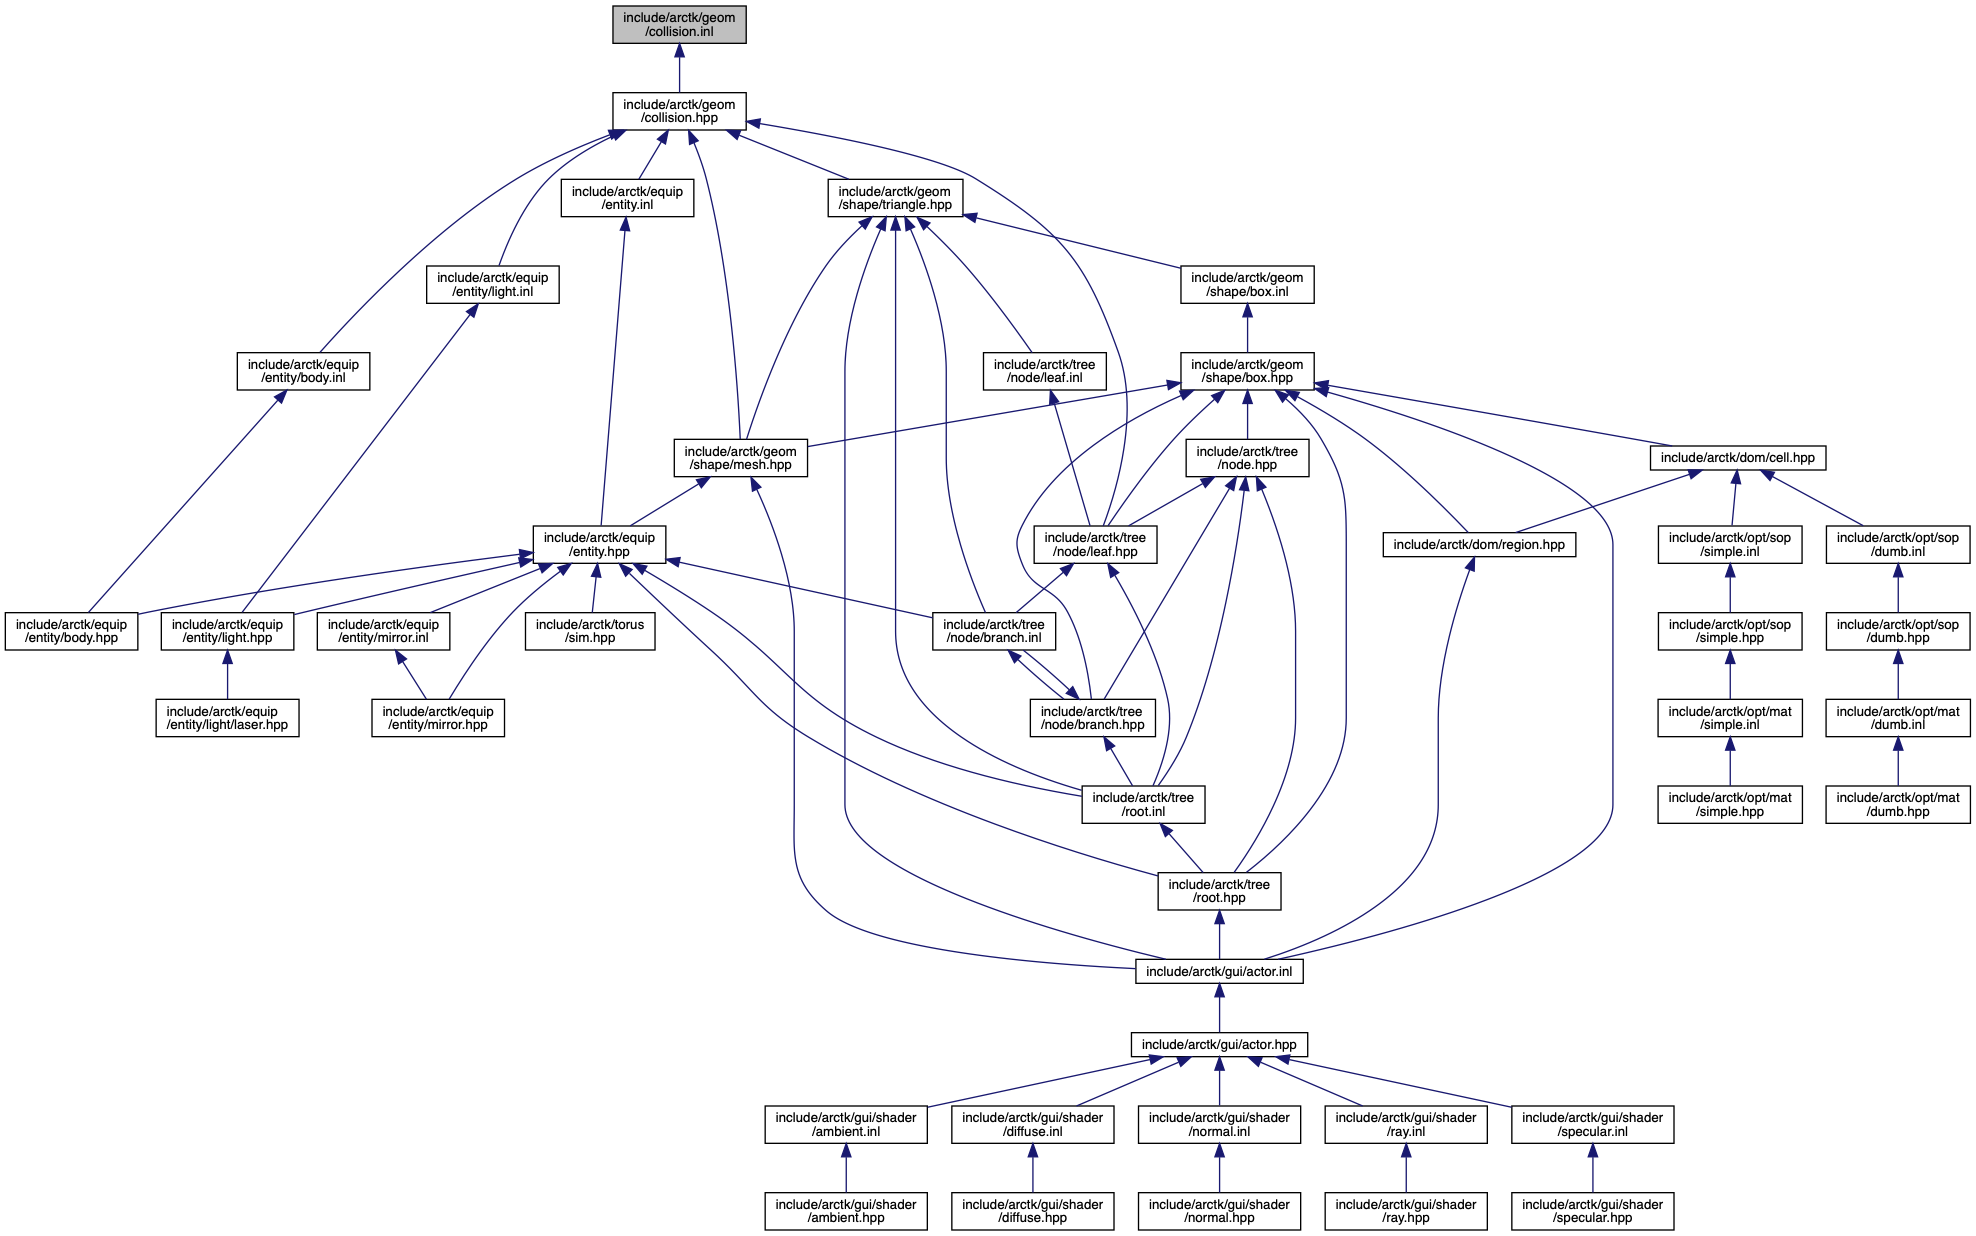 include/arctk/geom
/collision.inl
include/arctk/geom
/collision.hpp
include/arctk/equip
/entity.inl
include/arctk/geom
/shape/triangle.hpp
include/arctk/equip
/entity/light.inl
include/arctk/geom
/shape/box.inl
include/arctk/equip
/entity/body.inl
include/arctk/tree
/node/leaf.inl
include/arctk/geom
/shape/box.hpp
include/arctk/geom
/shape/mesh.hpp
include/arctk/tree
/node.hpp
include/arctk/dom/cell.hpp
include/arctk/equip
/entity.hpp
include/arctk/tree
/node/leaf.hpp
include/arctk/dom/region.hpp
include/arctk/opt/sop
/simple.inl
include/arctk/opt/sop
/dumb.inl
include/arctk/equip
/entity/body.hpp
include/arctk/equip
/entity/light.hpp
include/arctk/equip
/entity/mirror.inl
include/arctk/torus
/sim.hpp
include/arctk/tree
/node/branch.inl
include/arctk/opt/sop
/simple.hpp
include/arctk/opt/sop
/dumb.hpp
include/arctk/equip
/entity/light/laser.hpp
include/arctk/equip
/entity/mirror.hpp
include/arctk/tree
/node/branch.hpp
include/arctk/opt/mat
/simple.inl
include/arctk/opt/mat
/dumb.inl
include/arctk/tree
/root.inl
include/arctk/opt/mat
/simple.hpp
include/arctk/opt/mat
/dumb.hpp
include/arctk/tree
/root.hpp
include/arctk/gui/actor.inl
include/arctk/gui/actor.hpp
include/arctk/gui/shader
/ambient.inl
include/arctk/gui/shader
/diffuse.inl
include/arctk/gui/shader
/normal.inl
include/arctk/gui/shader
/ray.inl
include/arctk/gui/shader
/specular.inl
include/arctk/gui/shader
/ambient.hpp
include/arctk/gui/shader
/diffuse.hpp
include/arctk/gui/shader
/normal.hpp
include/arctk/gui/shader
/ray.hpp
include/arctk/gui/shader
/specular.hpp